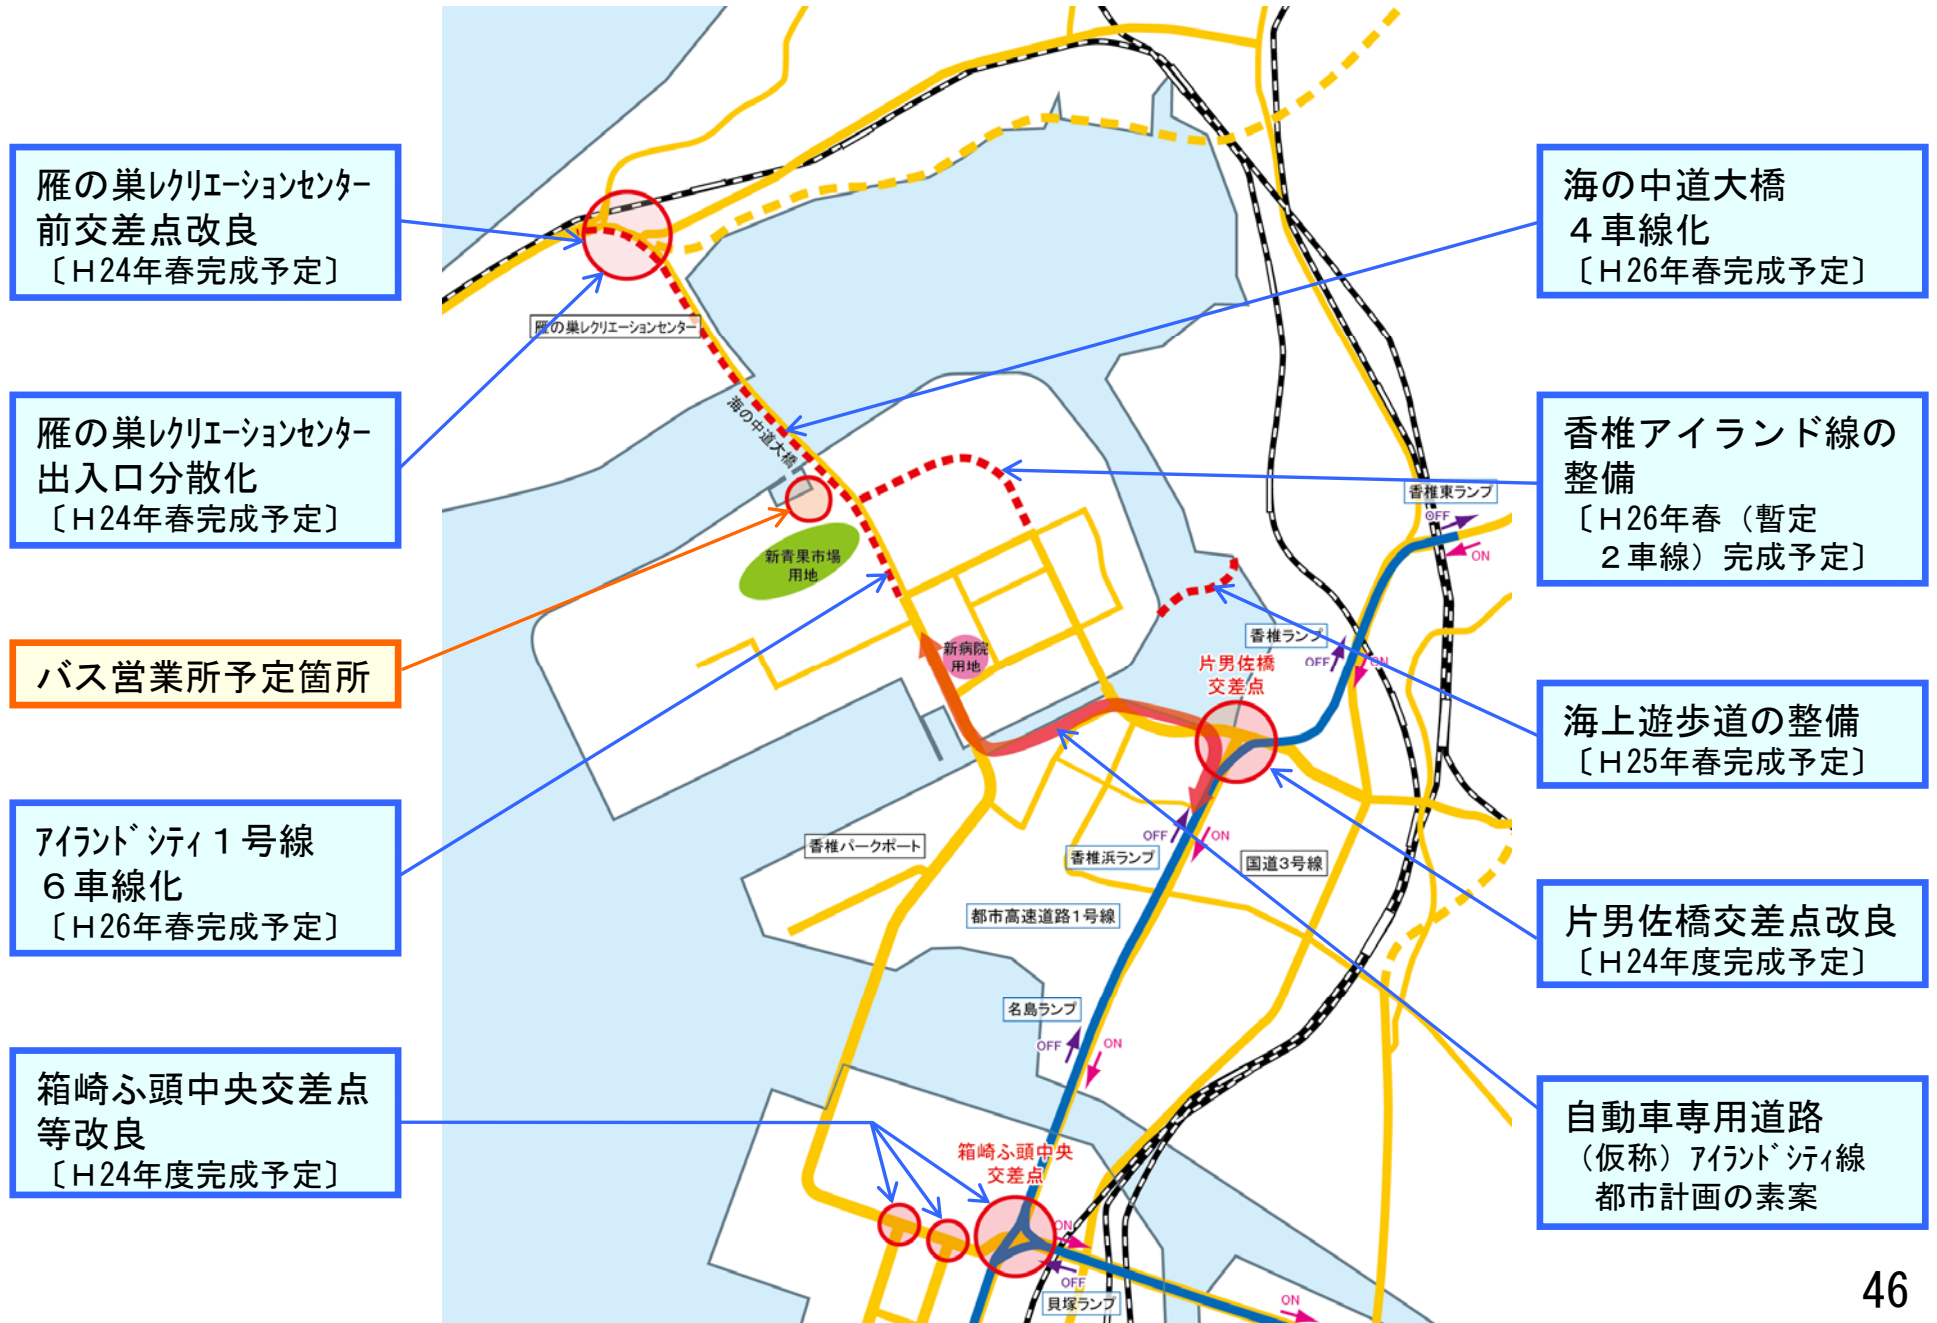 雁の巣ﾚｸﾘｴｰｼｮﾝｾﾝﾀｰ
前交差点改良
〔H24年春完成予定〕
雁の巣ﾚｸﾘｴｰｼｮﾝｾﾝﾀｰ
出入口分散化
〔H24年春完成予定〕
バス営業所予定箇所
ｱｲﾗﾝﾄﾞｼﾃｨ１号線
６車線化
〔H26年春完成予定〕
箱崎ふ頭中央交差点
等改良
〔H24年度完成予定〕
雁の巣ﾚｸﾘｴｰｼｮﾝｾﾝﾀｰ
海の中道大橋
新青果市場
用地
新病院
用地
香椎東ランプ
OFF
ON
香椎ランプ
OFF
ON
片男佐橋
交差点
香椎パークポート
OFF
ON
香椎浜ランプ
国道3号線
都市高速道路1号線
名島ランプ
OFF
ON
箱崎ふ頭中央
交差点
ON
OFF
貝塚ランプ
ON
海の中道大橋
４車線化
〔H26年春完成予定〕
香椎アイランド線の
整備
〔H26年春（暫定
２車線）完成予定〕
海上遊歩道の整備
〔H25年春完成予定〕
片男佐橋交差点改良
〔H24年度完成予定〕
自動車専用道路
（仮称）ｱｲﾗﾝﾄﾞｼﾃｨ線
都市計画の素案
46